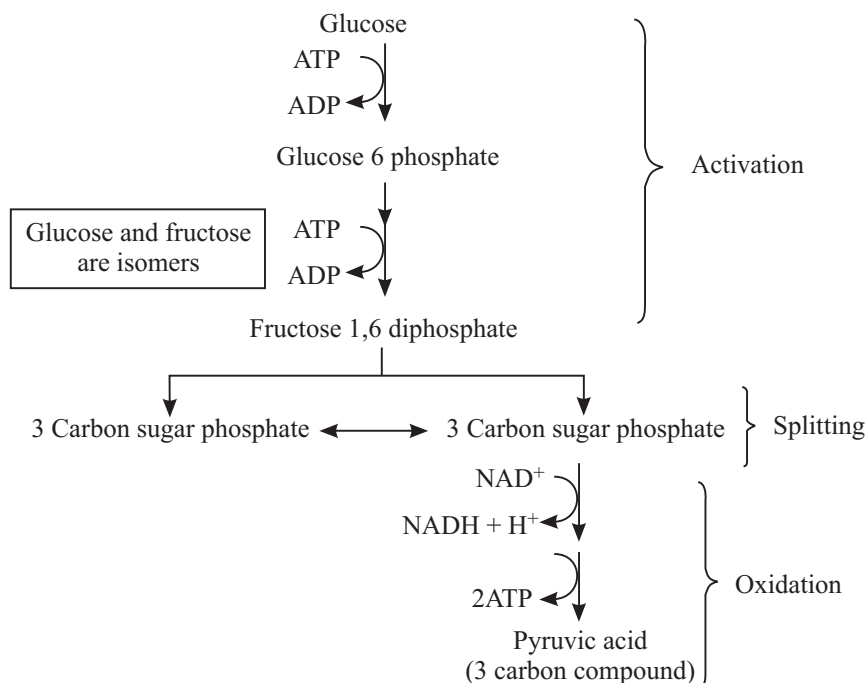 Glucose
ATP
ADP
Glucose 6 phosphate
Activation
Glucose and fructose
are isomers
ATP
ADP
Fructose 1,6 diphosphate
3 Carbon sugar phosphate
3 Carbon sugar phosphate
Splitting
NAD⁺
NADH + H⁺
Oxidation
2ATP
Pyruvic acid
(3 carbon compound)